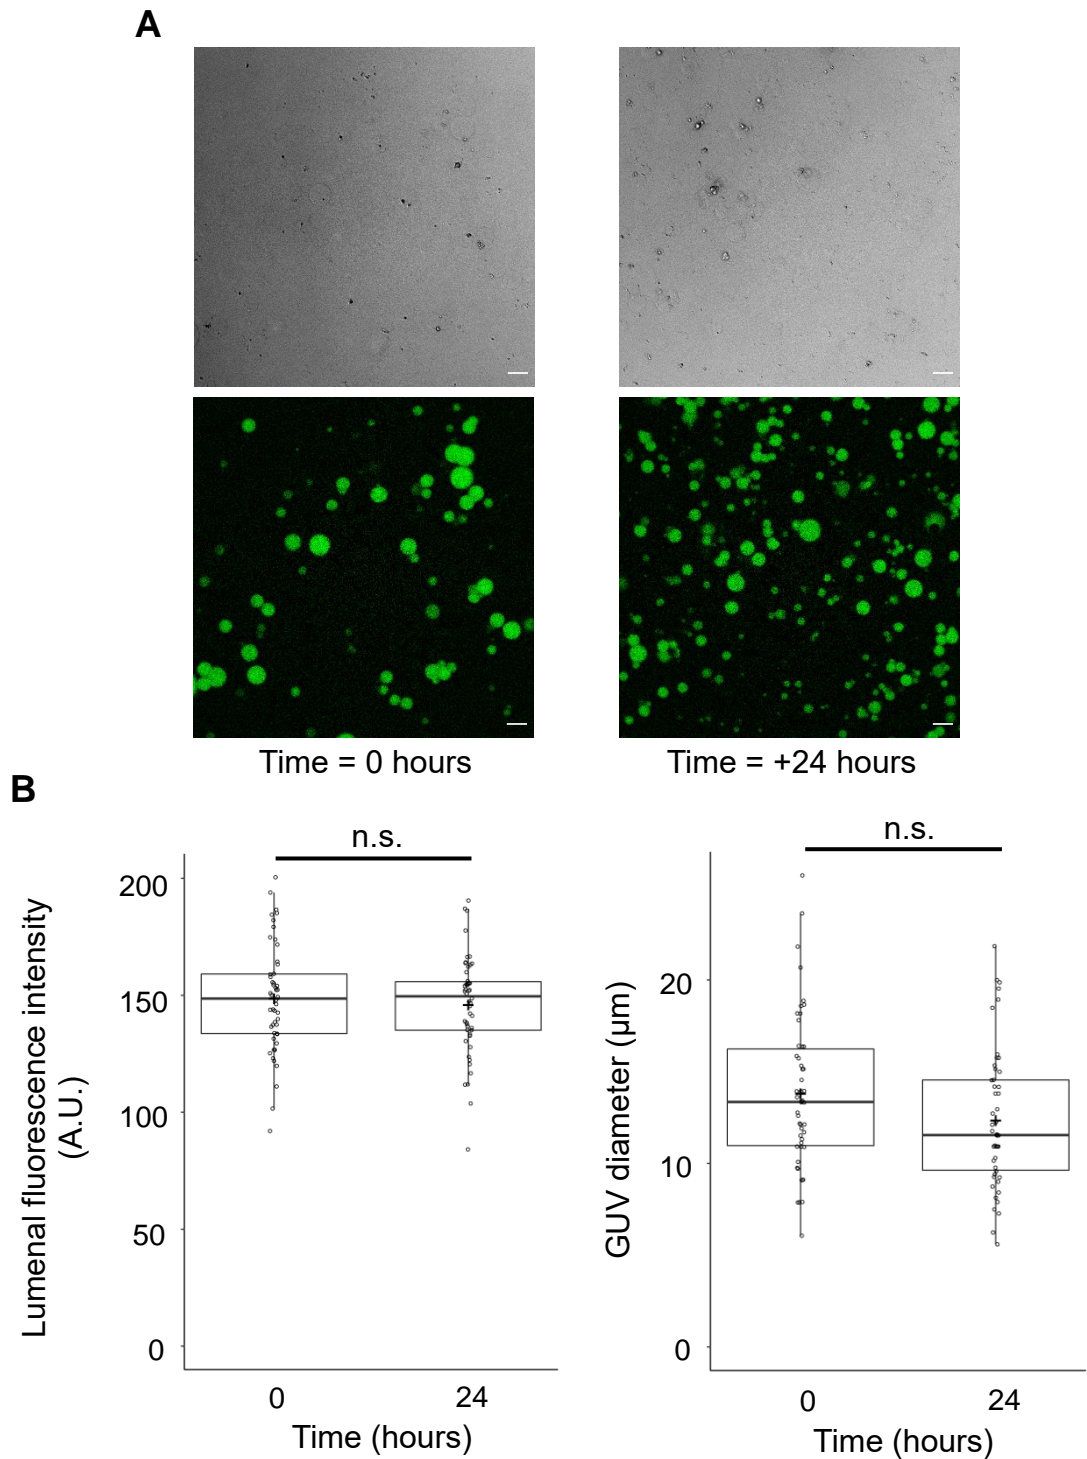 A
Time = 0 hours
Time = +24 hours
B
n.s.
200
150
100
50
0
Lumenal fluorescence intensity
(A.U.)
0
24
Time (hours)
n.s.
20
10
0
GUV diameter (μm)
0
24
Time (hours)